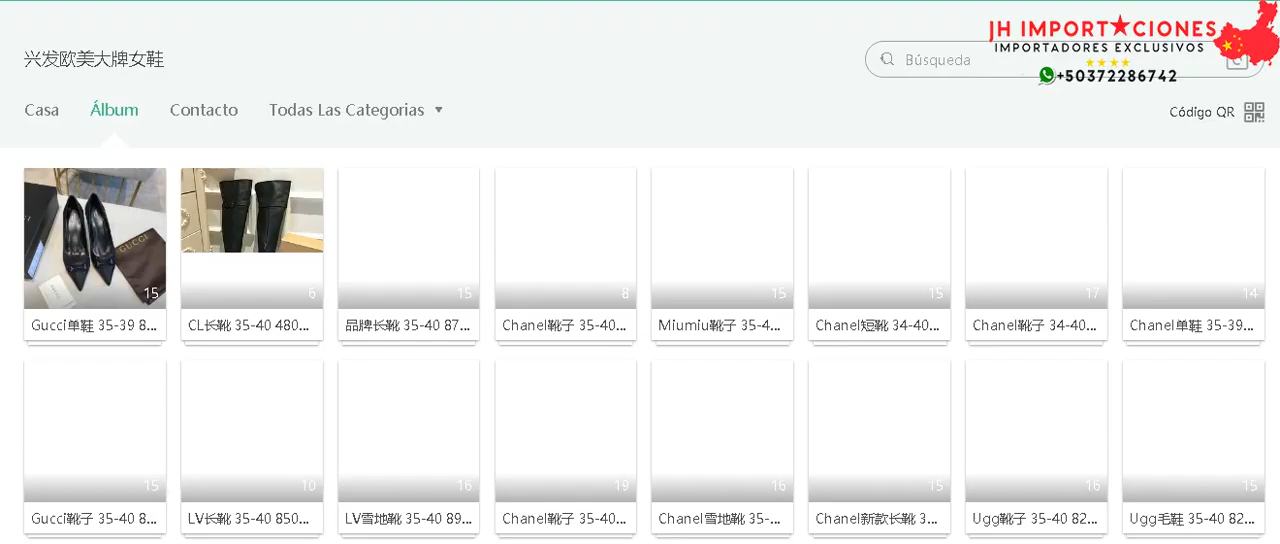 JH IMPORT★CIONES
兴发欧美大牌女鞋
IMPORTADORES EXCLUSIVOS
Búsqueda
+50372286742
Casa
Álbum
Contacto
Todas Las Categorias
Código QR
GUCCI
15
6
15
8
15
15
17
14
Gucci单鞋 35-39 8...
CL长靴 35-40 480...
品牌长靴 35-40 87...
Chanel靴子 35-40...
Miumiu靴子 35-4...
Chanel短靴 34-40...
Chanel靴子 34-40...
Chanel单鞋 35-39...
15
10
16
19
16
15
16
15
Gucci靴子 35-40 8...
LV长靴 35-40 850...
LV雪地靴 35-40 89...
Chanel靴子 35-40...
Chanel雪地靴 35-...
Chanel新款长靴 3...
Ugg靴子 35-40 82...
Ugg毛鞋 35-40 82...